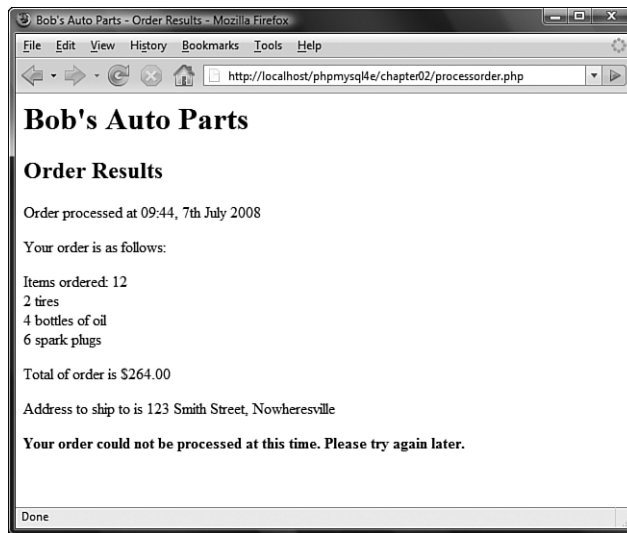 Bob's Auto Parts - Order Results - Mozilla Firefox
File Edit View History Bookmarks Tools Help
http://localhost/phpmysql4e/chapter02/processorder.php
Bob's Auto Parts
Order Results
Order processed at 09:44, 7th July 2008
Your order is as follows:
Items ordered: 12
2 tires
4 bottles of oil
6 spark plugs
Total of order is $264.00
Address to ship to is 123 Smith Street, Nowheresville
Your order could not be processed at this time. Please try again later.
Done